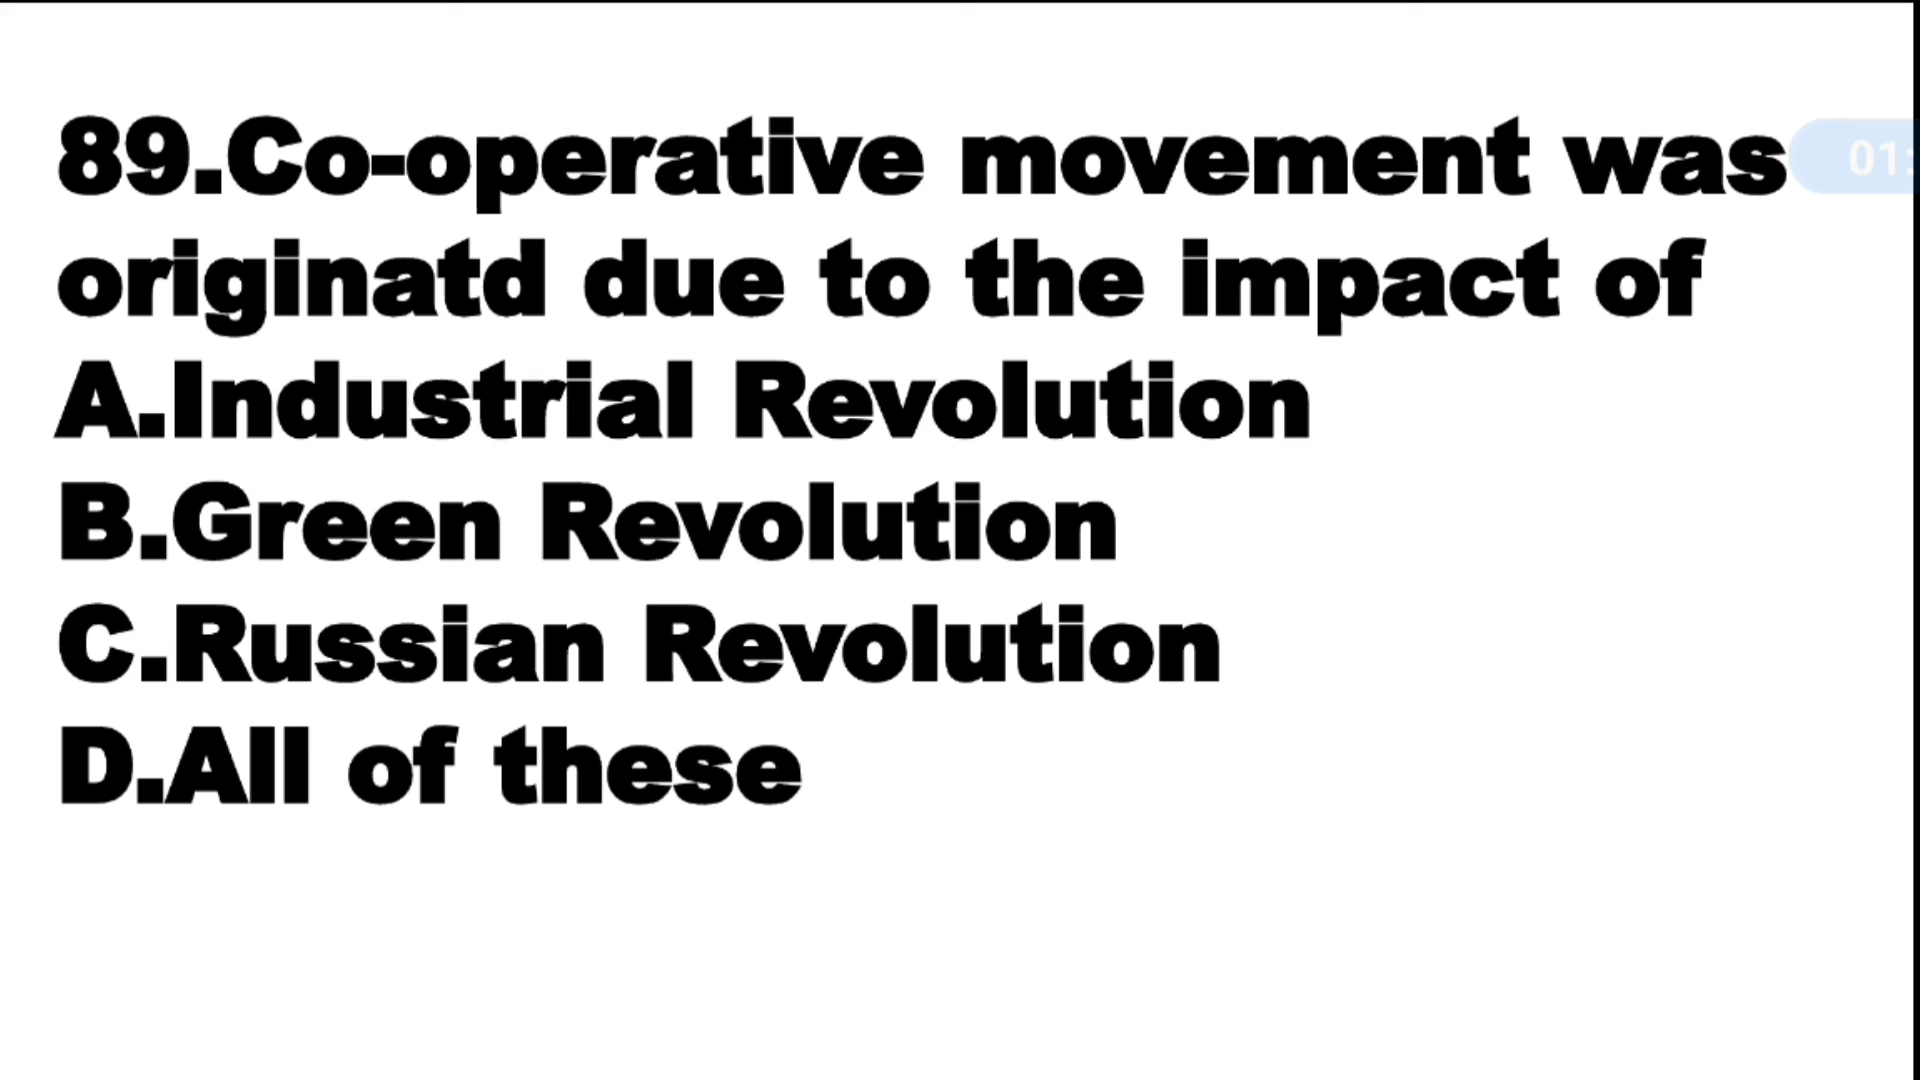 89.Co-operative movement was
01:
originatd due to the impact of
A.Industrial Revolution
B.Green Revolution
C.Russian Revolution
D.All of these